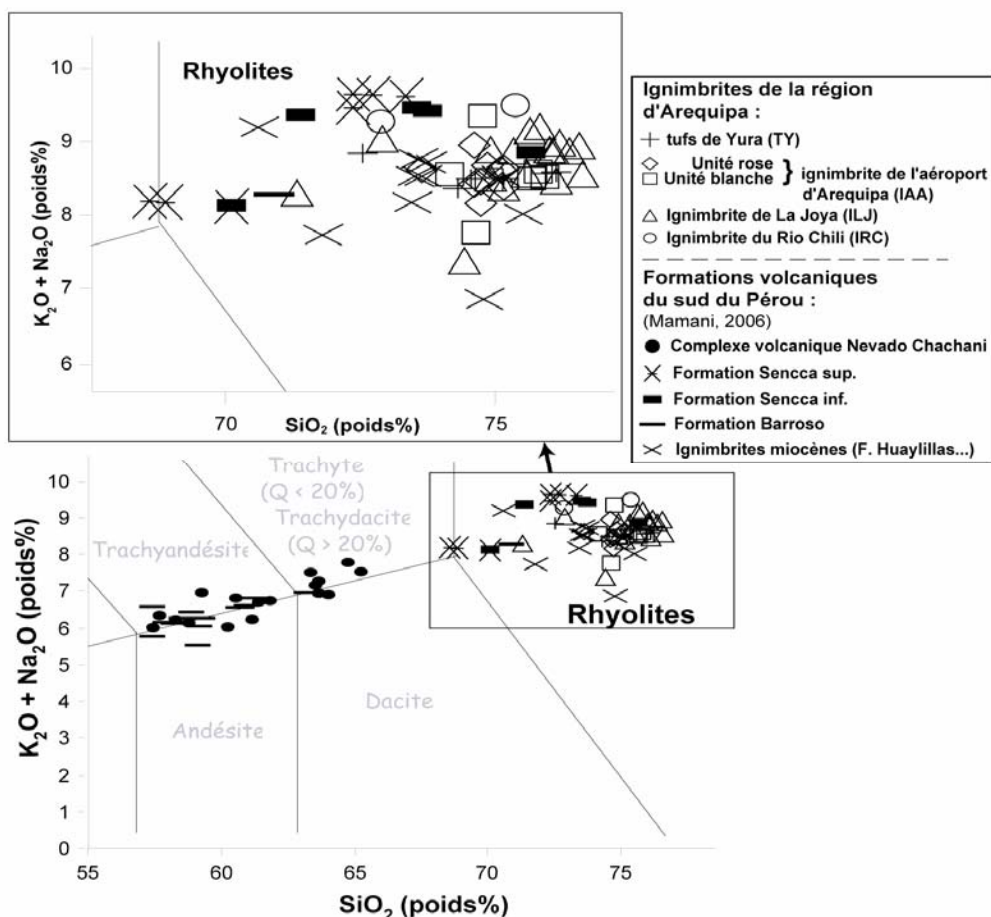 Rhyolites
10
9
8
7
6
K2O + Na2O (poids%)
70
75
SiO2 (poids%)
Ignimbrites de la région
d'Arequipa :
tufs de Yura (TY)
Unité rose
Unité blanche
} ignimbrite de l'aéroport
d'Arequipa (IAA)
Ignimbrite de La Joya (ILJ)
Ignimbrite du Rio Chili (IRC)
Formations volcaniques
du sud du Pérou :
(Mamani, 2006)
Complexe volcanique Nevado Chachani
Formation Sencca sup.
Formation Sencca inf.
Formation Barroso
Ignimbrites miocènes (F. Huaylillas...)
10
9
8
7
6
5
4
3
2
1
0
K2O + Na2O (poids%)
Trachyte
(Q < 20%)
Trachydacite
(Q > 20%)
Trachyandésite
Rhyolites
Dacite
Andésite
55
60
65
70
75
SiO2 (poids%)